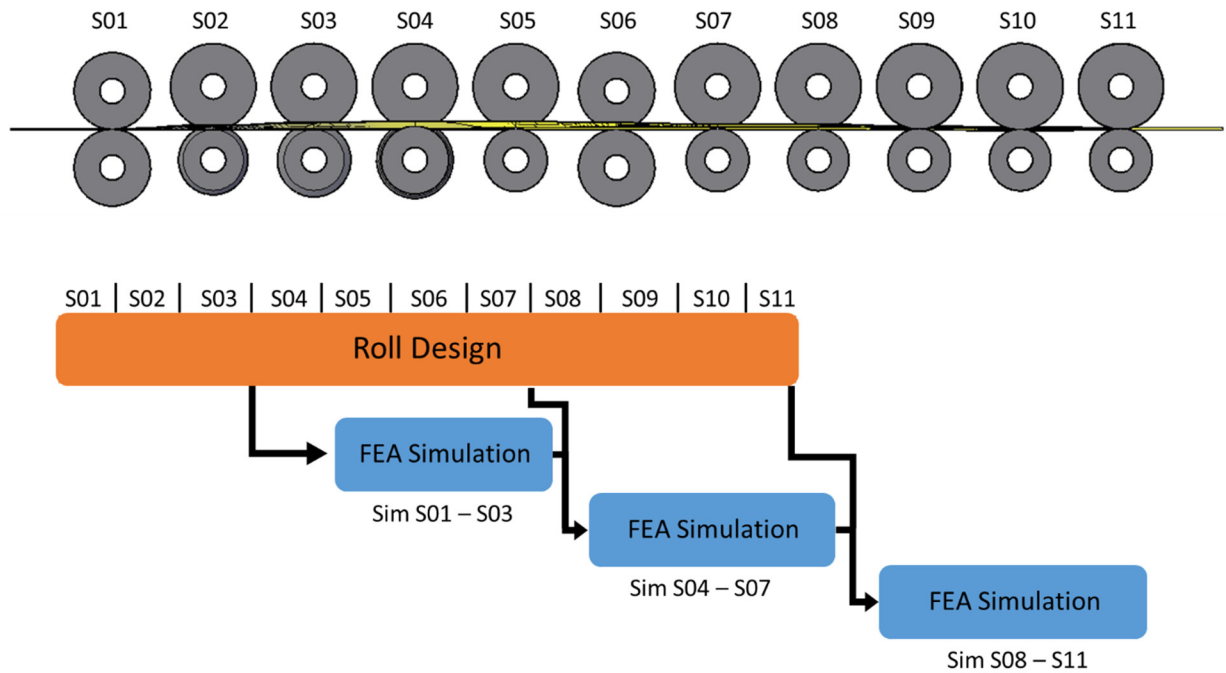 S01 S02 S03 S04 S05 S06 S07 S08 S09 S10 S11
S01 | S02 | S03 | S04 | S05 | S06 | S07 | S08 | S09 | S10 | S11
Roll Design
FEA Simulation
Sim S01 – S03
FEA Simulation
Sim S04 – S07
FEA Simulation
Sim S08 – S11